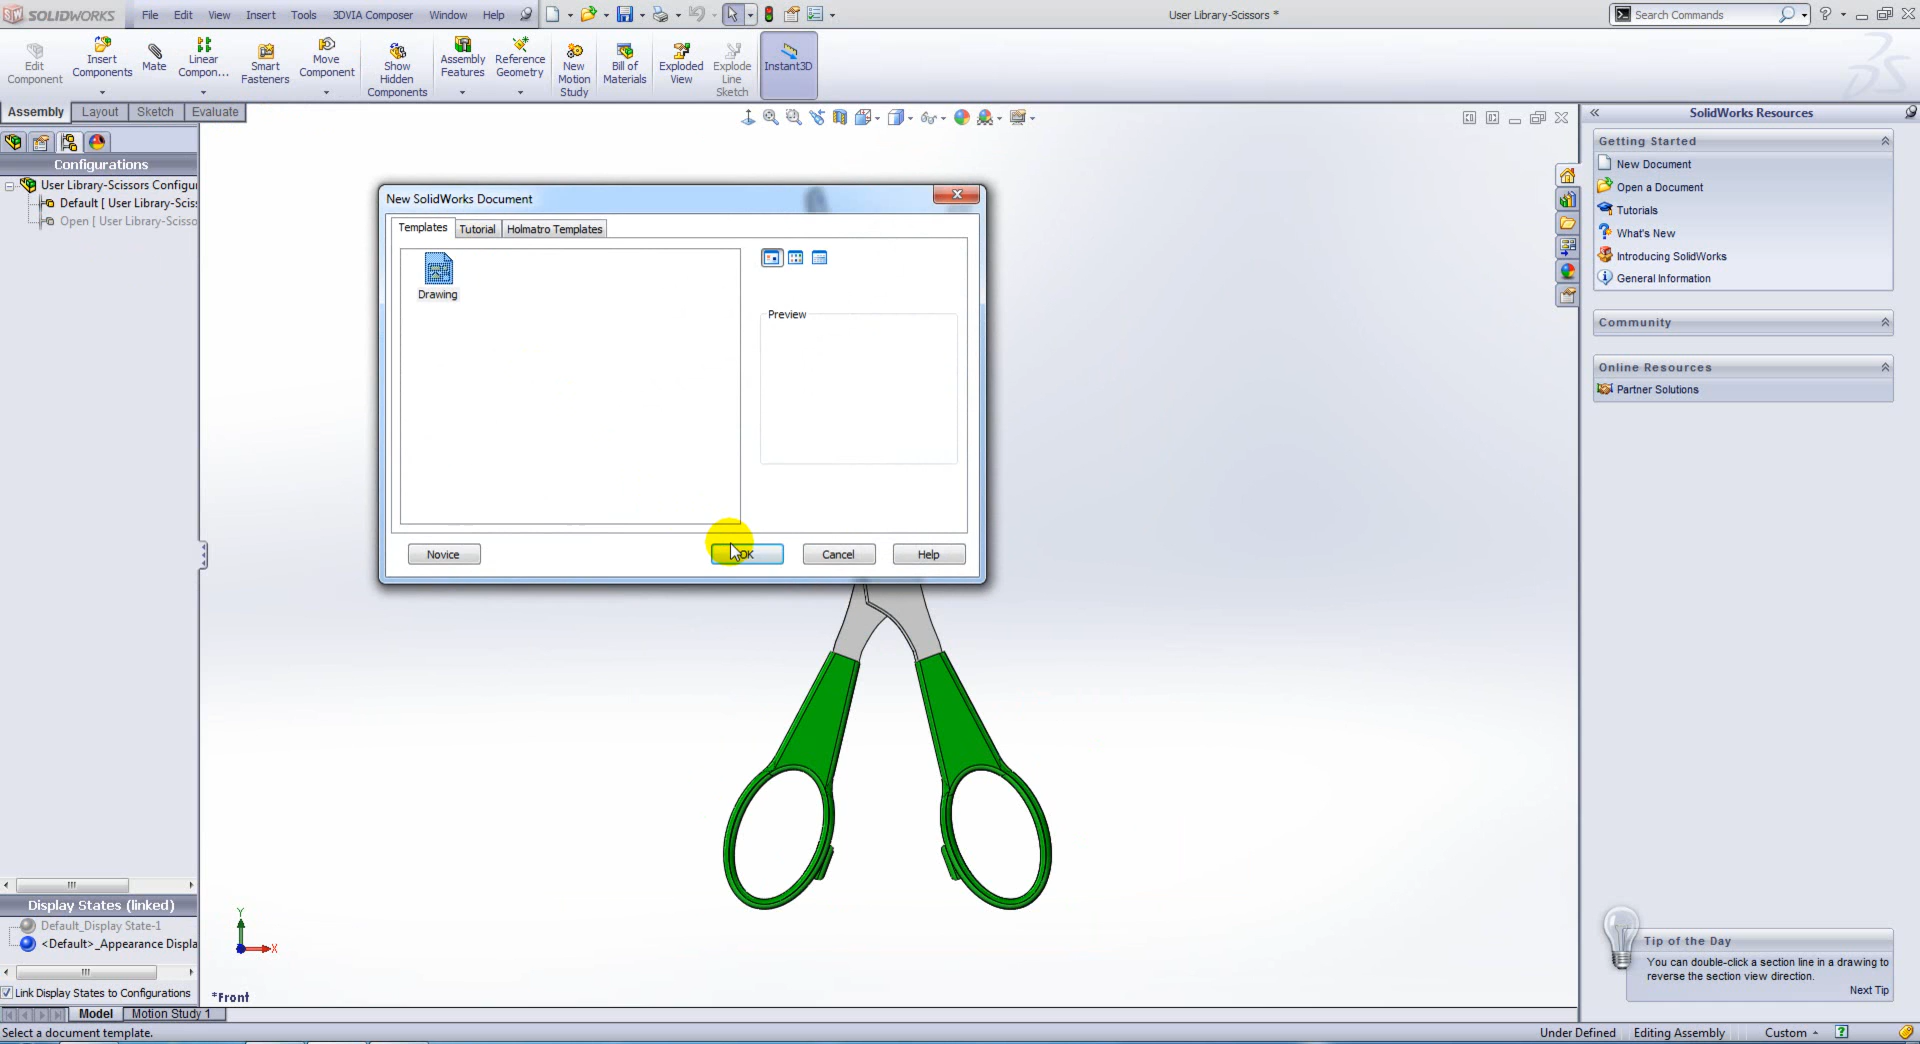 SOLIDWORKS File Edit View Insert Tools 3DVIA Composer Window Help User Library-Scissors * Search Commands
Edit Component
Insert Components
Mate
Linear Compon...
Smart Fasteners
Move Component
Show Hidden Components
Assembly Features
Reference Geometry
New Motion Study
Bill of Materials
Exploded View
Explode Line Sketch
Instant3D
Assembly Layout Sketch Evaluate
Configurations
User Library-Scissors Configur
Default [ User Library-Scis
Open [ User Library-Scisso
New SolidWorks Document
Templates Tutorial Holmatro Templates
Drawing
Preview
Novice OK Cancel Help
SolidWorks Resources
Getting Started
New Document
Open a Document
Tutorials
What's New
Introducing SolidWorks
General Information
Community
Online Resources
Partner Solutions
Tip of the Day
You can double-click a section line in a drawing to
reverse the section view direction.
Next Tip
Display States (linked)
Default_Display State-1
<Default>_Appearance Displa
Link Display States to Configurations
Y
X
*Front
Model Motion Study 1
Select a document template. Under Defined Editing Assembly Custom